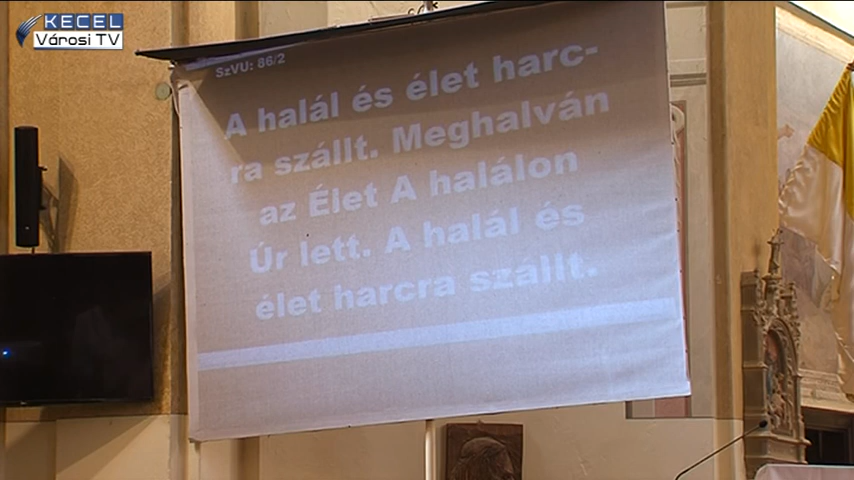 KECEL
Városi TV
SzVU: 86/2
A halál és élet harc-
ra szállt. Meghalván
az Élet A halálon
Úr lett. A halál és
élet harcra szállt.